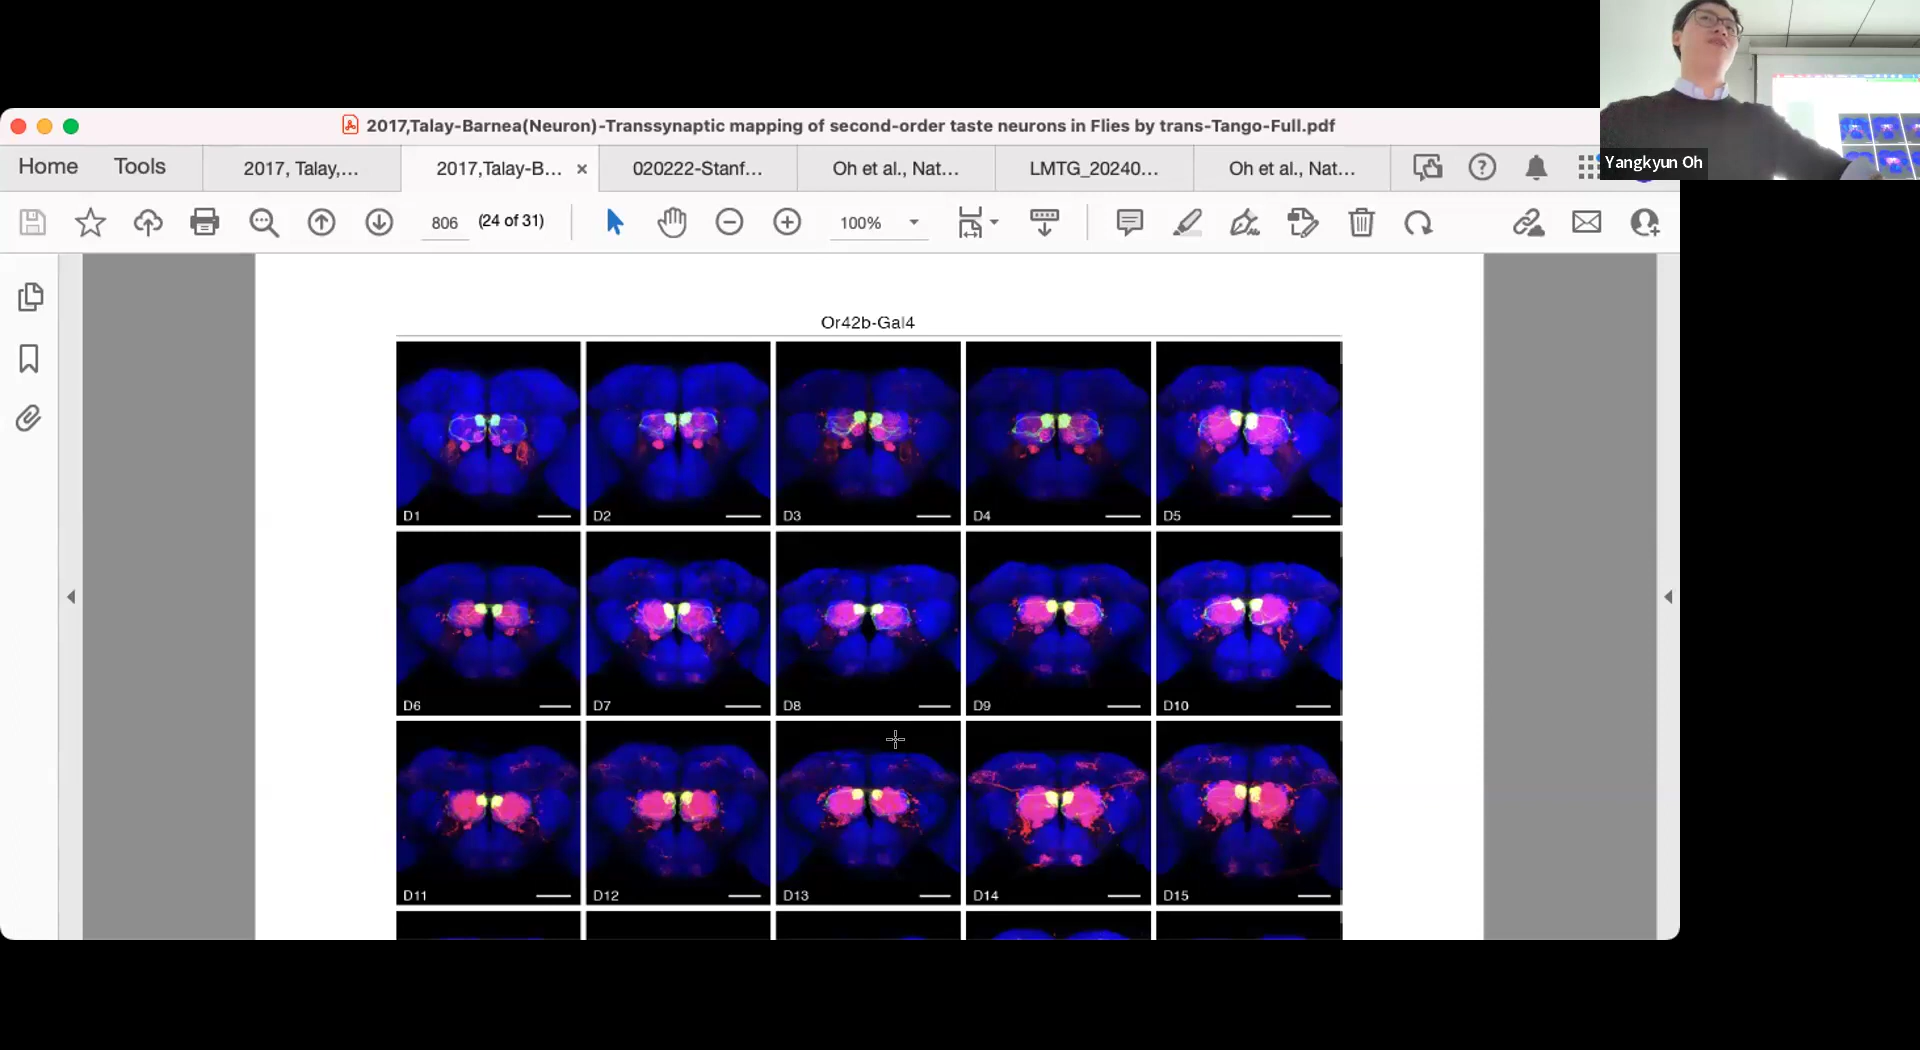 2017,Talay-Barnea(Neuron)-Transsynaptic mapping of second-order taste neurons in Flies by trans-Tango-Full.pdf
Home Tools 2017, Talay,... 2017,Talay-B... × 020222-Stanf... Oh et al., Nat... LMTG_20240... Oh et al., Nat...
Yangkyun Oh
806 (24 of 31) 100%
Or42b-Gal4
D1 D2 D3 D4 D5
D6 D7 D8 D9 D10
D11 D12 D13 D14 D15